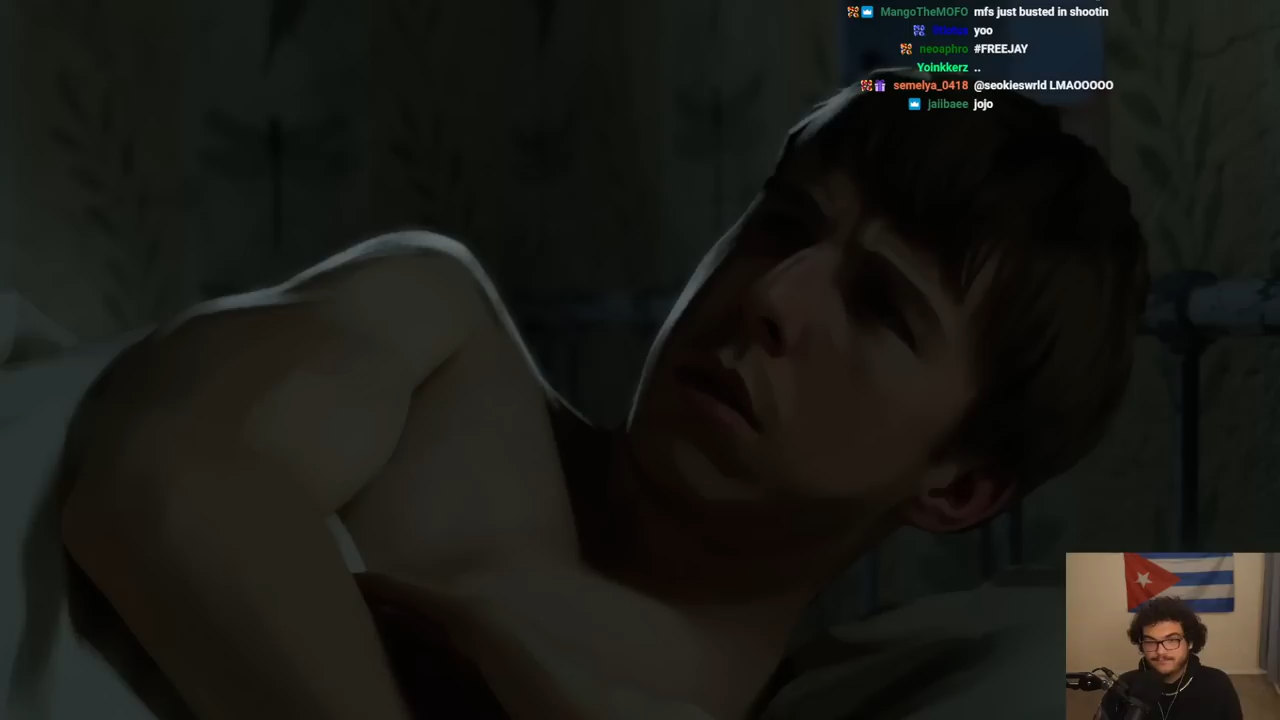 MangoTheMOFO mfs just busted in shootin
yoo
neoaphro #FREEJAY
Yoinkkerz ..
semelya_0418 @seokieswrld LMAOOOOO
jaiibaee jojo